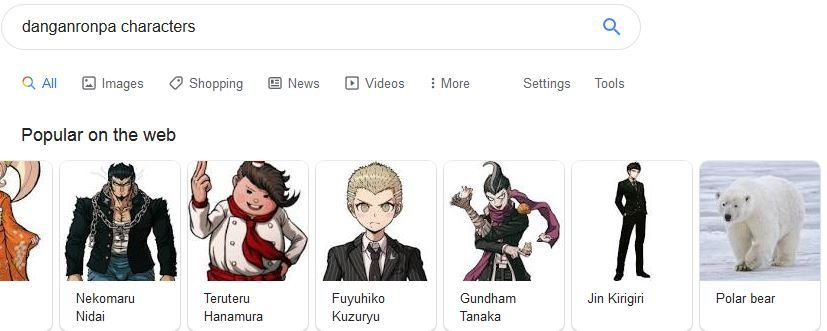 danganronpa characters
All Images Shopping News Videos More Settings Tools
Popular on the web
Nekomaru Nidai
Teruteru Hanamura
Fuyuhiko Kuzuryu
Gundham Tanaka
Jin Kirigiri
Polar bear